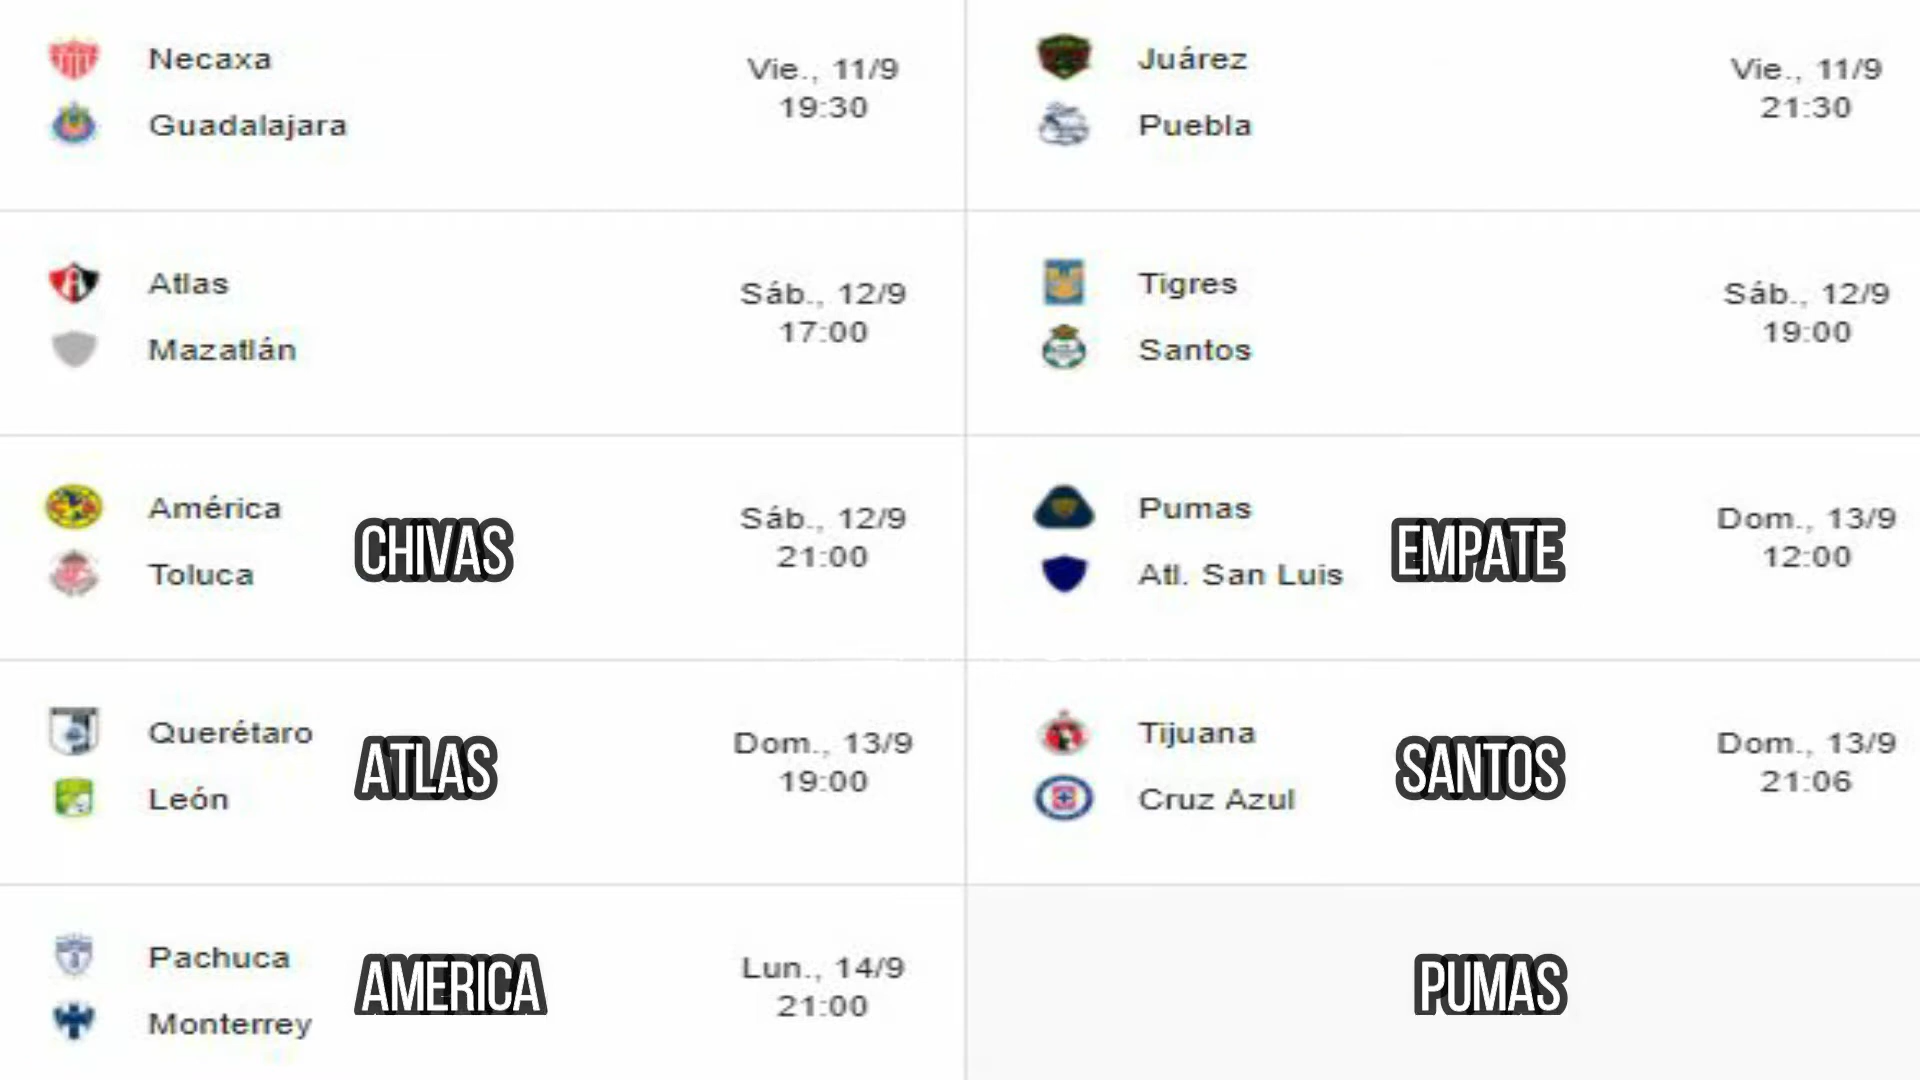 Necaxa
Guadalajara
Vie., 11/9
19:30
Juárez
Puebla
Vie., 11/9
21:30
Atlas
Mazatlán
Sáb., 12/9
17:00
Tigres
Santos
Sáb., 12/9
19:00
América
Toluca
CHIVAS
Sáb., 12/9
21:00
Pumas
Atl. San Luis
EMPATE
Dom., 13/9
12:00
Querétaro
León
ATLAS
Dom., 13/9
19:00
Tijuana
Cruz Azul
SANTOS
Dom., 13/9
21:06
Pachuca
Monterrey
AMERICA
Lun., 14/9
21:00
PUMAS